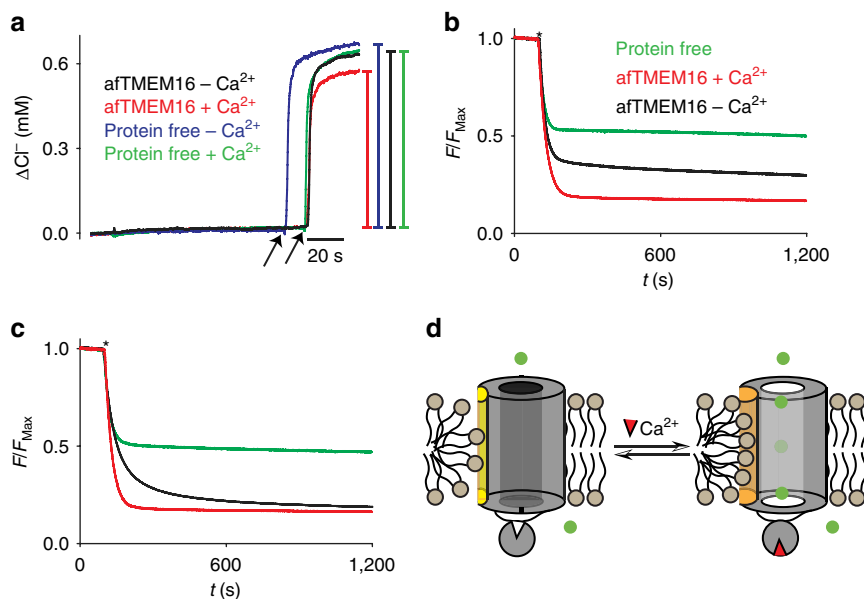 a
ΔCl⁻ (mM)
0.6
0.3
0.0
afTMEM16 – Ca²⁺
afTMEM16 + Ca²⁺
Protein free – Ca²⁺
Protein free + Ca²⁺
20 s
b
F/F_Max
1.0
0.5
0.0
*
Protein free
afTMEM16 + Ca²⁺
afTMEM16 – Ca²⁺
0
600
1,200
t (s)
c
F/F_Max
1.0
0.5
0.0
*
0
600
1,200
t (s)
d
Ca²⁺